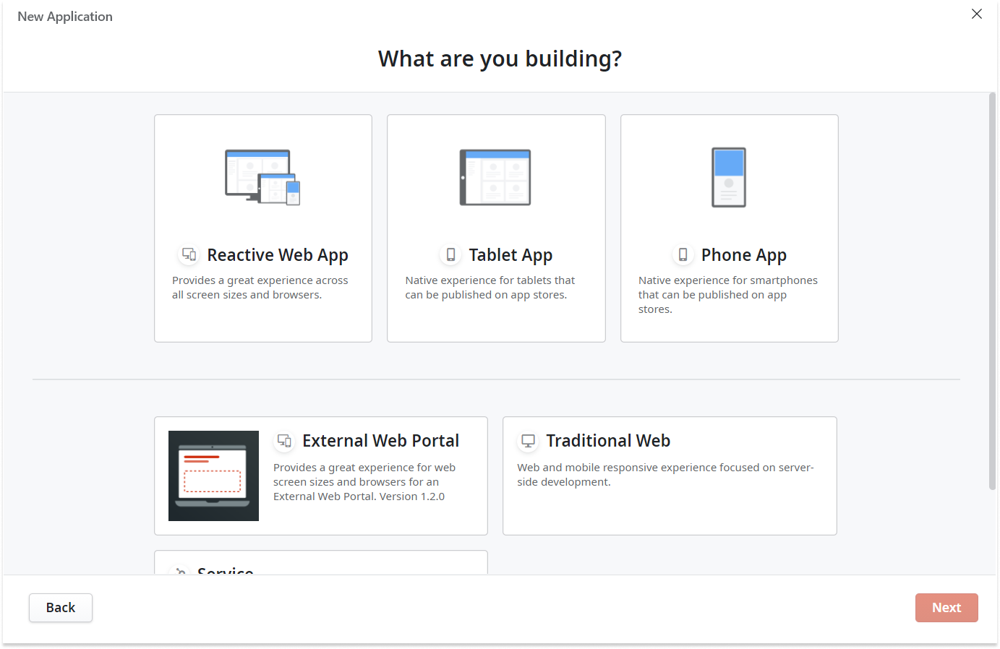 New Application
What are you building?
Reactive Web App
Provides a great experience across
all screen sizes and browsers.
Tablet App
Native experience for tablets that
can be published on app stores.
Phone App
Native experience for smartphones
that can be published on app
stores.
External Web Portal
Provides a great experience for web
screen sizes and browsers for an
External Web Portal. Version 1.2.0
Traditional Web
Web and mobile responsive experience focused on server-
side development.
Service
Back
Next